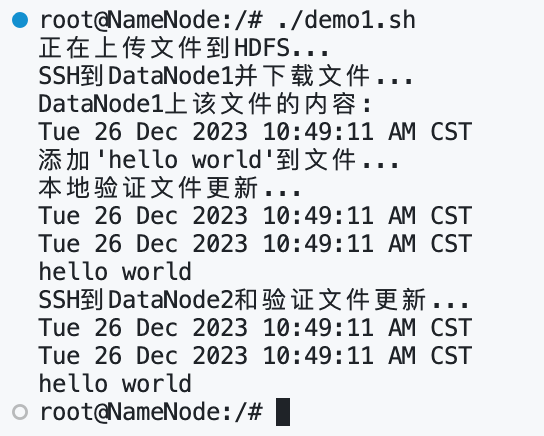 root@NameNode:/# ./demo1.sh
正在上传文件到HDFS...
SSH到DataNode1并下载文件...
DataNode1上该文件的内容:
Tue 26 Dec 2023 10:49:11 AM CST
添加'hello world'到文件...
本地验证文件更新...
Tue 26 Dec 2023 10:49:11 AM CST
Tue 26 Dec 2023 10:49:11 AM CST
hello world
SSH到DataNode2和验证文件更新...
Tue 26 Dec 2023 10:49:11 AM CST
Tue 26 Dec 2023 10:49:11 AM CST
hello world
root@NameNode:/#